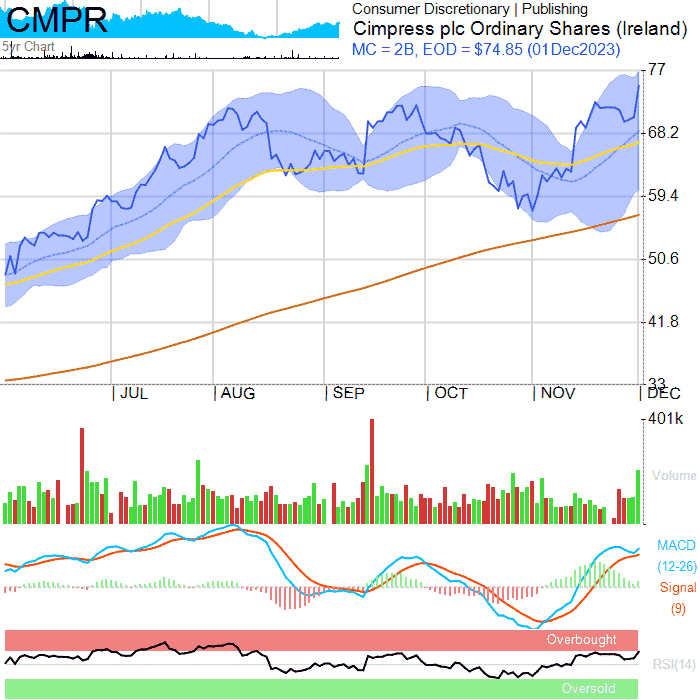 CMPR
Consumer Discretionary | Publishing
Cimpress plc Ordinary Shares (Ireland)
MC = 2B, EOD = $74.85 (01Dec2023)
5yr Chart
77
68.2
59.4
50.6
41.8
33
JUL
AUG
SEP
OCT
NOV
DEC
401k
Volume
MACD
(12-26)
Signal
(9)
Overbought
RSI(14)
Oversold